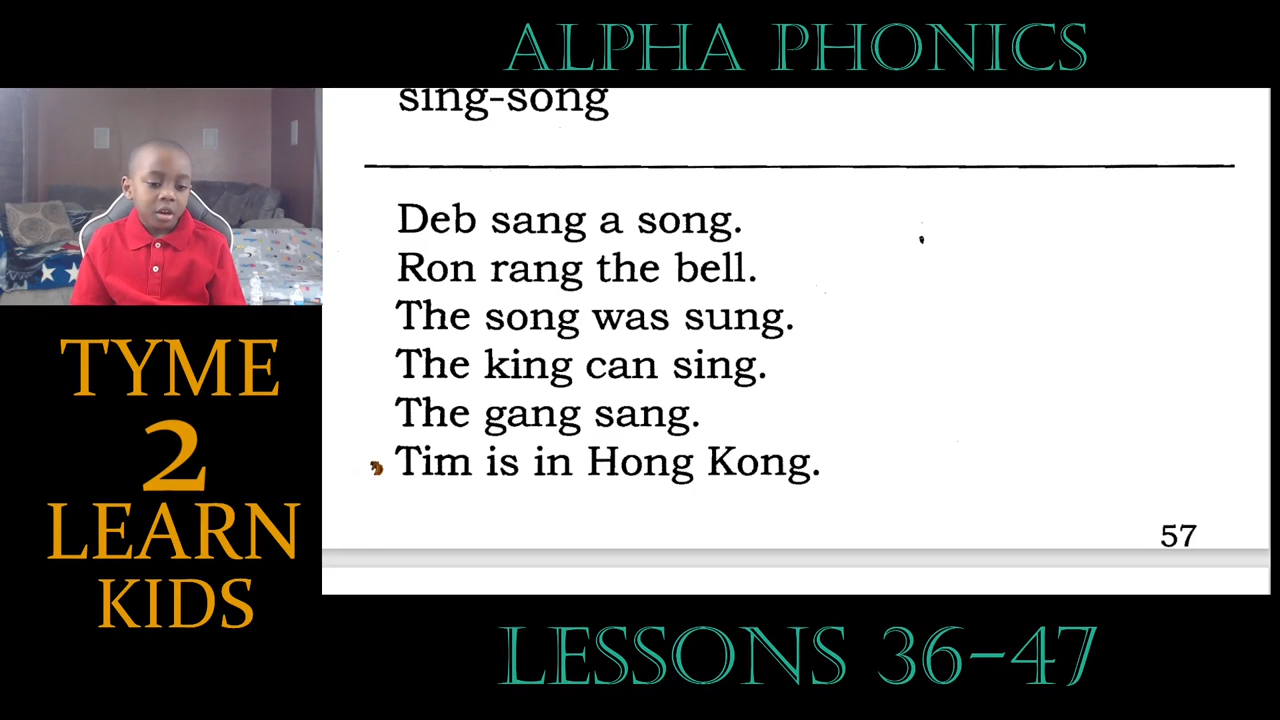 ALPHA PHONICS
sing-song
Deb sang a song.
Ron rang the bell.
The song was sung.
The king can sing.
The gang sang.
Tim is in Hong Kong.
57
TYME
2
LEARN
KIDS
LESSONS 36-47